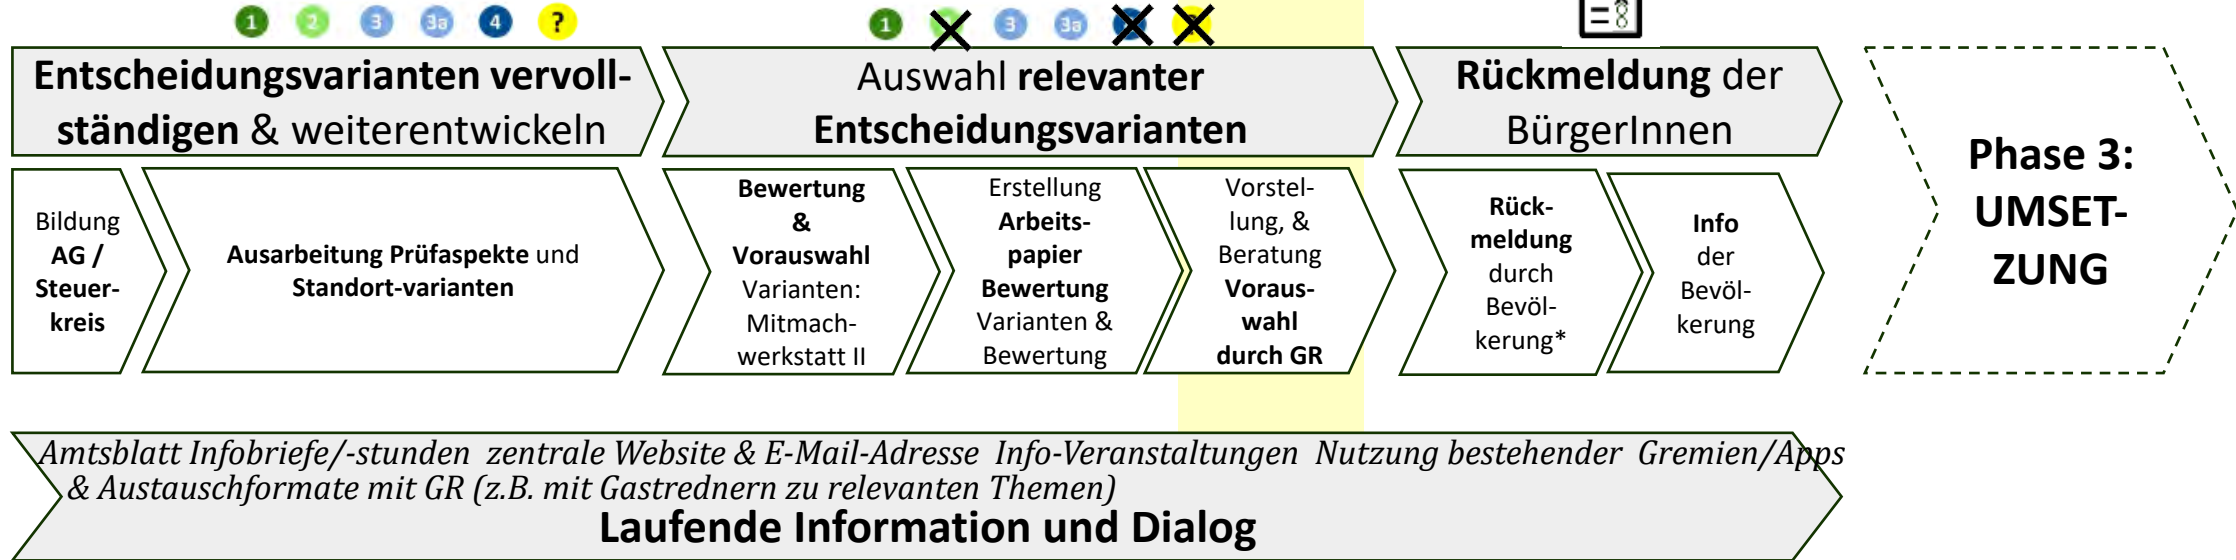 1 2 3 3a 4 ?
1 3 3a
Entscheidungsvarianten vervoll-
ständigen & weiterentwickeln
Auswahl relevanter
Entscheidungsvarianten
Rückmeldung der
BürgerInnen
Phase 3:
UMSET-
ZUNG
Bildung
AG /
Steuer-
kreis
Ausarbeitung Prüfaspekte und
Standort-varianten
Bewertung
&
Vorauswahl
Varianten:
Mitmach-
werkstatt II
Erstellung
Arbeits-
papier
Bewertung
Varianten &
Bewertung
Vorstel-
lung, &
Beratung
Voraus-
wahl
durch GR
Rück-
meldung
durch
Bevöl-
kerung*
Info
der
Bevöl-
kerung
Amtsblatt Infobriefe/-stunden zentrale Website & E-Mail-Adresse Info-Veranstaltungen Nutzung bestehender Gremien/Apps
& Austauschformate mit GR (z.B. mit Gastrednern zu relevanten Themen)
Laufende Information und Dialog